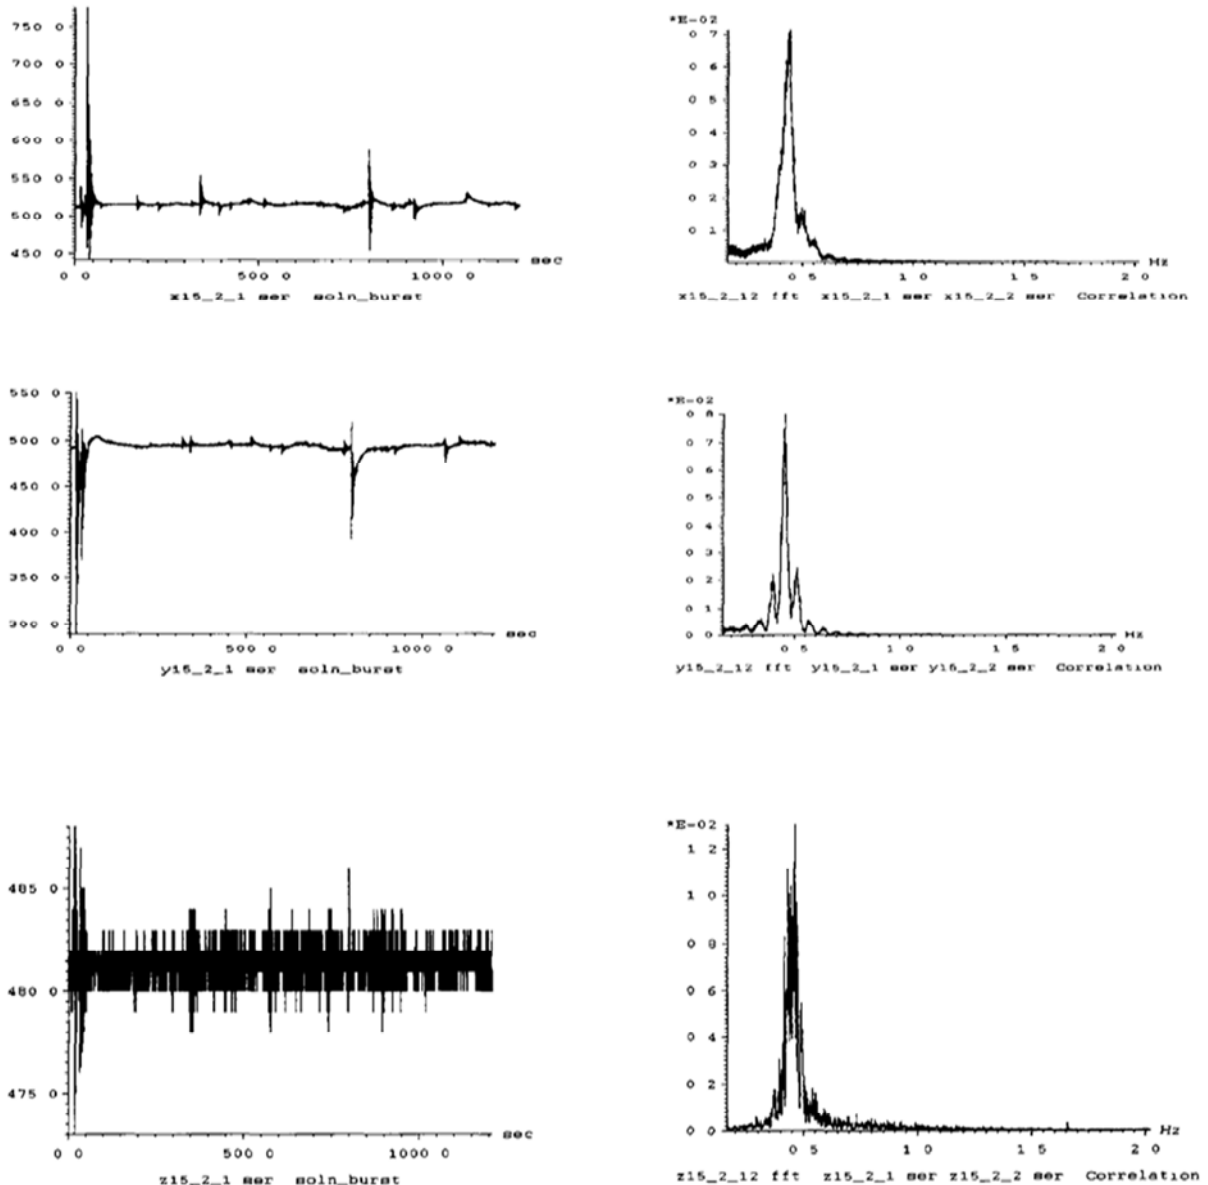 750 0
700 0
650 0
600 0
550 0
500 0
450 0
0 0 500 0 1000 0 sec
x15_2_1 ser soln_burst
*E-02
0 7
0 6
0 5
0 4
0 3
0 2
0 1
0 5 1 0 1 5 2 0 Hz
x15_2_12 fft x15_2_1 ser x15_2_2 ser Correlation
550 0
500 0
450 0
400 0
350 0
300 0
0 0 500 0 1000 0 sec
y15_2_1 ser soln_burst
*E-02
0 8
0 7
0 6
0 5
0 4
0 3
0 2
0 1
0 0
0 5 1 0 1 5 2 0 Hz
y15_2_12 fft y15_2_1 ser y15_2_2 ser Correlation
485 0
480 0
475 0
0 0 500 0 1000 0 sec
z15_2_1 ser soln_burst
*E-02
1 2
1 0
0 8
0 6
0 4
0 2
0 0
0 5 1 0 1 5 2 0 Hz
z15_2_12 fft z15_2_1 ser z15_2_2 ser Correlation